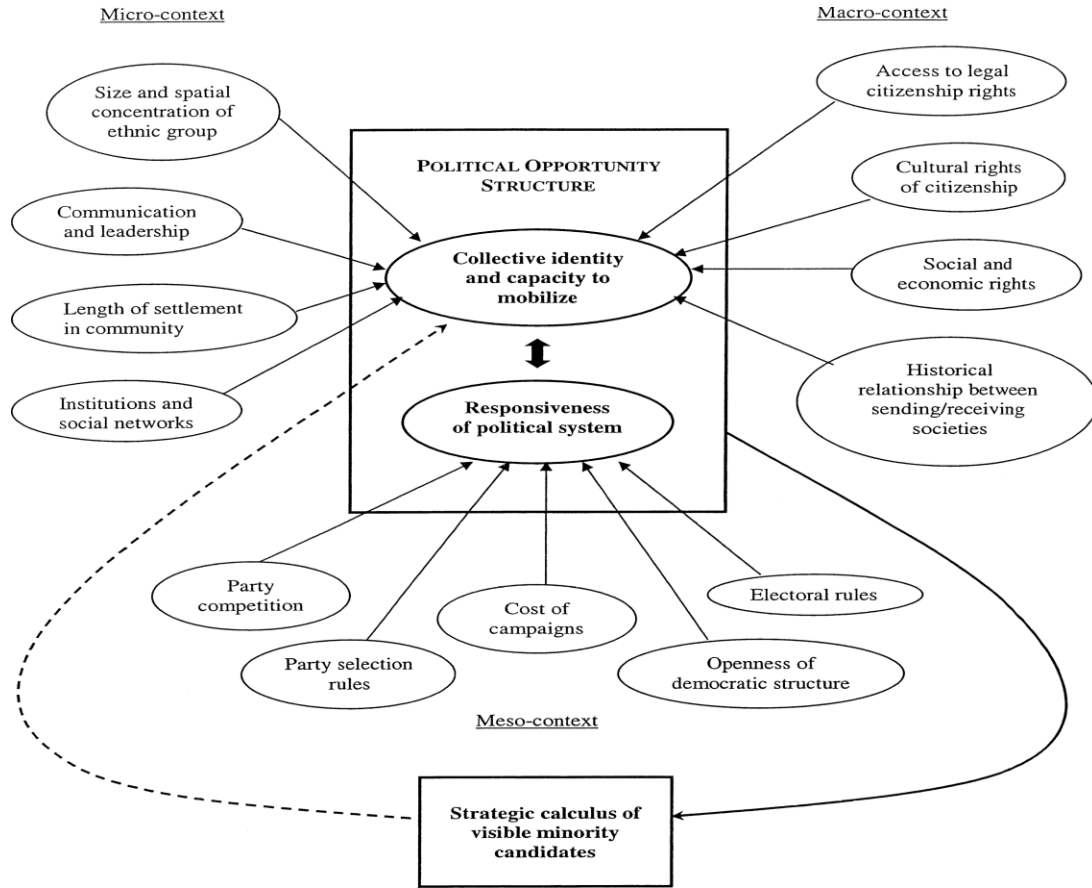 Micro-context
Macro-context
Size and spatial
concentration of
ethnic group
Access to legal
citizenship rights
POLITICAL OPPORTUNITY
STRUCTURE
Cultural rights
of citizenship
Communication
and leadership
Collective identity
and capacity to
mobilize
Social and
economic rights
Length of settlement
in community
Historical
relationship between
sending/receiving
societies
Institutions and
social networks
Responsiveness
of political system
Party
competition
Cost of
campaigns
Electoral rules
Party selection
rules
Openness of
democratic structure
Meso-context
Strategic calculus of
visible minority
candidates